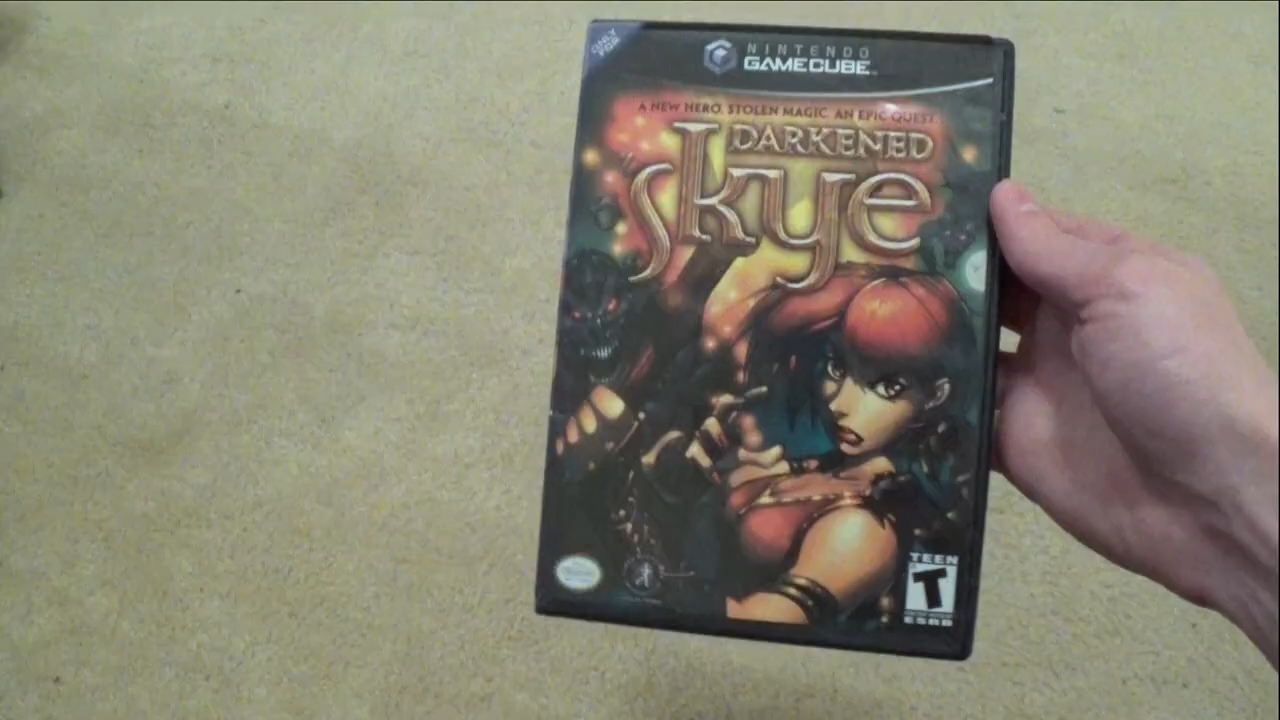 ONLY
FOR
NINTENDO
GAMECUBE
A NEW HERO. STOLEN MAGIC. AN EPIC QUEST.
DARKENED
skye
TEEN
T
ESRB